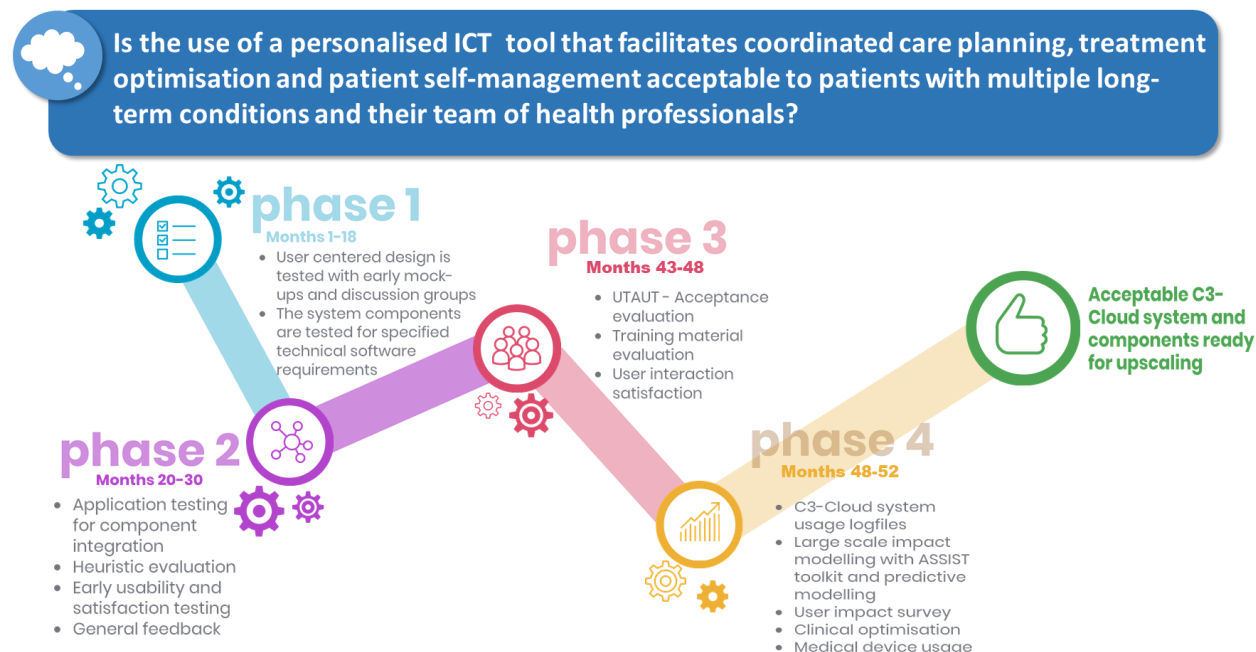 Is the use of a personalised ICT tool that facilitates coordinated care planning, treatment
optimisation and patient self-management acceptable to patients with multiple long-
term conditions and their team of health professionals?
phase 1
Months 1-18
• User centered design is
tested with early mock-
ups and discussion groups
• The system components
are tested for specified
technical software
requirements
phase 2
Months 20-30
• Application testing
for component
integration
• Heuristic evaluation
• Early usability and
satisfaction testing
• General feedback
phase 3
Months 43-48
• UTAUT - Acceptance
evaluation
• Training material
evaluation
• User interaction
satisfaction
phase 4
Months 48-52
• C3-Cloud system
usage logfiles
• Large scale impact
modelling with ASSIST
toolkit and predictive
modelling
• User impact survey
• Clinical optimisation
• Medical device usage
Acceptable C3-
Cloud system and
components ready
for upscaling